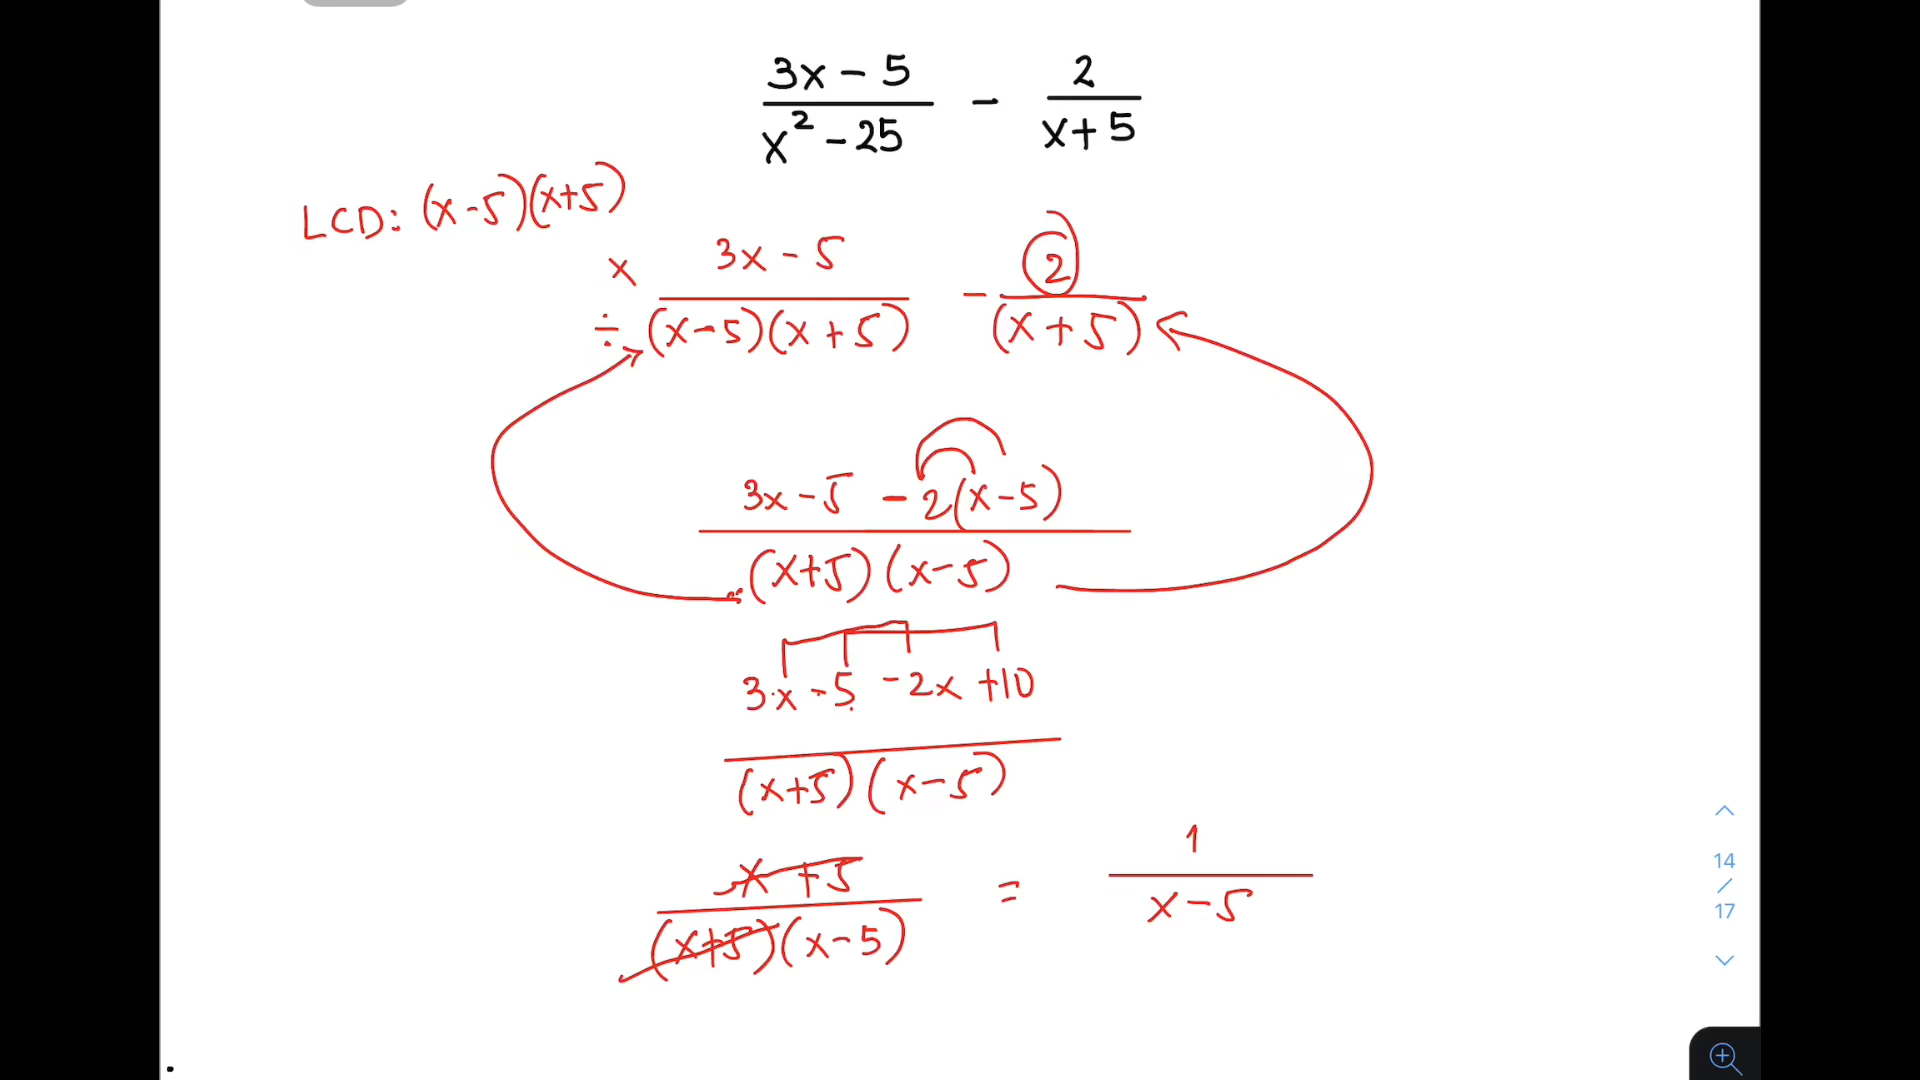 3x - 5 / x² - 25 - 2 / x + 5
LCD: (x - 5)(x + 5)
× 3x - 5 - 2
÷ (x - 5)(x + 5) (x + 5)
3x - 5 - 2(x - 5)
(x + 5)(x - 5)
3x - 5 - 2x + 10
(x + 5)(x - 5)
x + 5 = 1
(x + 5)(x - 5) x - 5
14
/
17